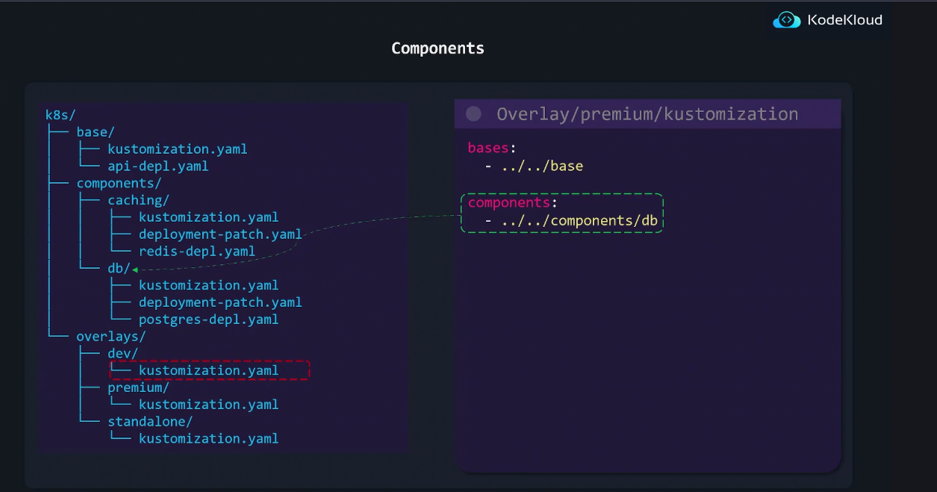 KodeKloud
Components
k8s/
├── base/
│   ├── kustomization.yaml
│   └── api-depl.yaml
├── components/
│   ├── caching/
│   │   ├── kustomization.yaml
│   │   ├── deployment-patch.yaml
│   │   └── redis-depl.yaml
│   └── db/
│       ├── kustomization.yaml
│       ├── deployment-patch.yaml
│       └── postgres-depl.yaml
└── overlays/
    ├── dev/
    │   └── kustomization.yaml
    ├── premium/
    │   └── kustomization.yaml
    └── standalone/
        └── kustomization.yaml
Overlay/premium/kustomization
bases:
  - ../../base
components:
  - ../../components/db